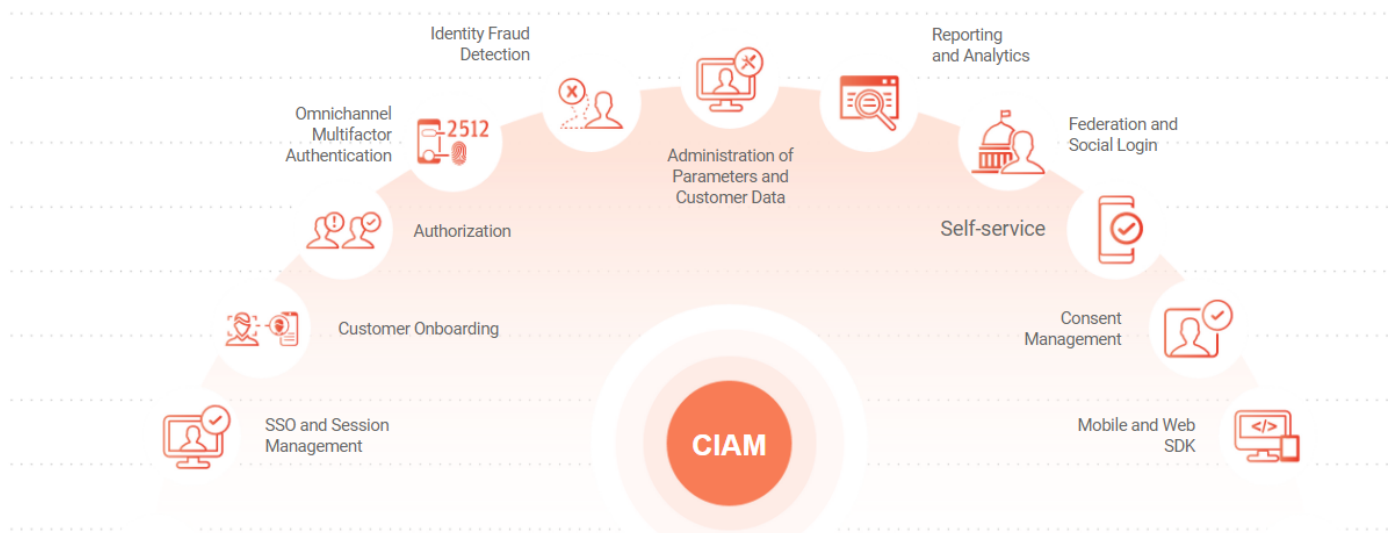 Identity Fraud
Detection
Reporting
and Analytics
Omnichannel
Multifactor
Authentication
2512
Federation and
Social Login
Administration of
Parameters and
Customer Data
Authorization
Self-service
Customer Onboarding
Consent
Management
SSO and Session
Management
CIAM
Mobile and Web
SDK
</>